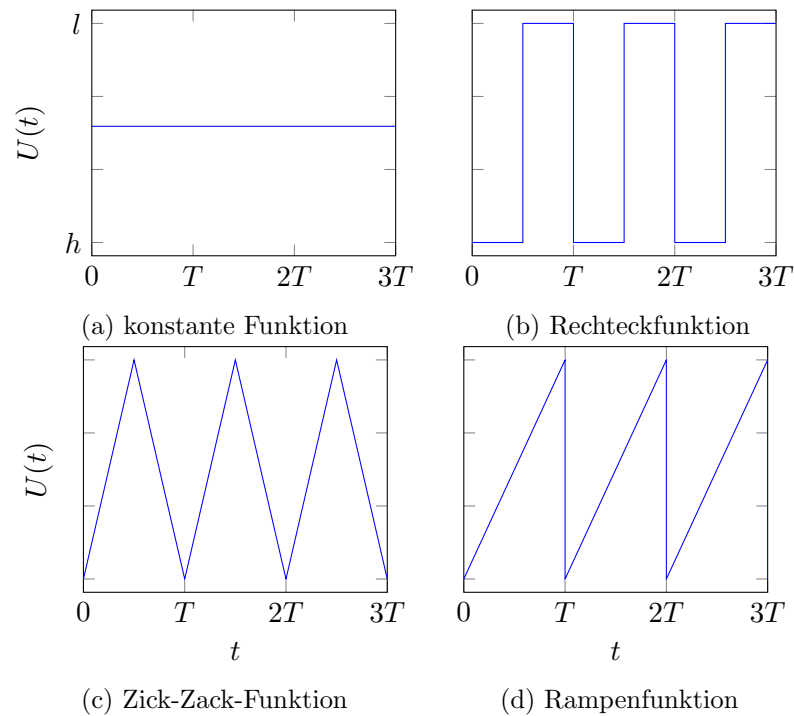 l
U(t)
h
0 T 2T 3T
0 T 2T 3T
(a) konstante Funktion
(b) Rechteckfunktion
U(t)
0 T 2T 3T
0 T 2T 3T
t
t
(c) Zick-Zack-Funktion
(d) Rampenfunktion